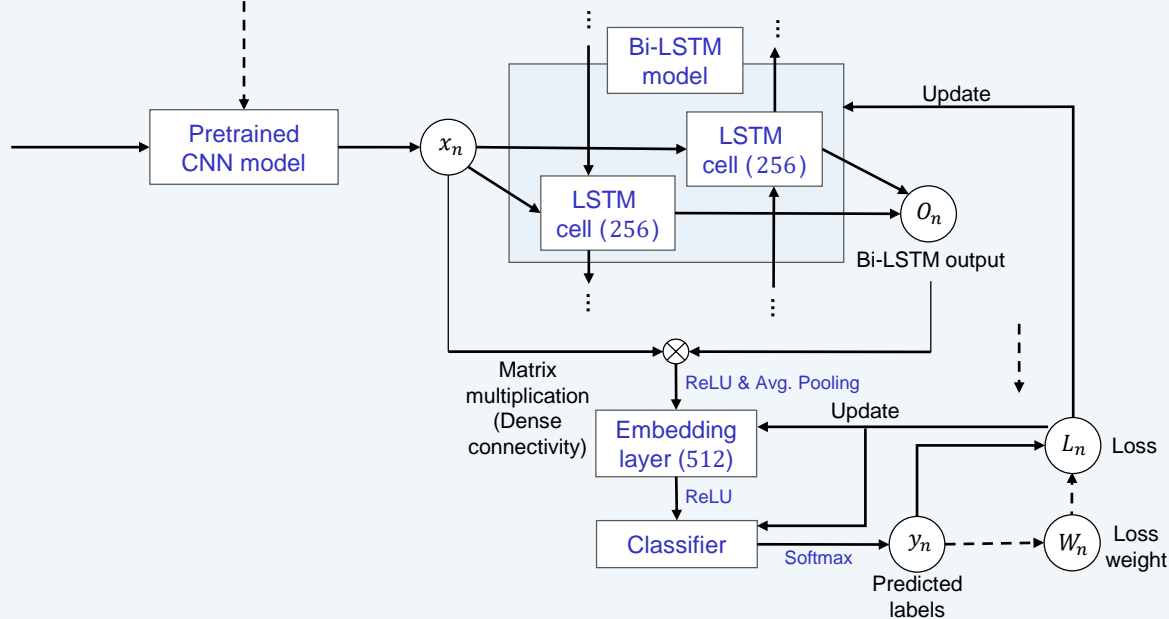 Bi-LSTM
model
Update
Pretrained
CNN model
x_n
LSTM
cell (256)
LSTM
cell (256)
O_n
Bi-LSTM output
Matrix
multiplication
(Dense
connectivity)
ReLU & Avg. Pooling
Update
Embedding
layer (512)
L_n
Loss
ReLU
Classifier
Softmax
y_n
Predicted
labels
W_n
Loss
weight